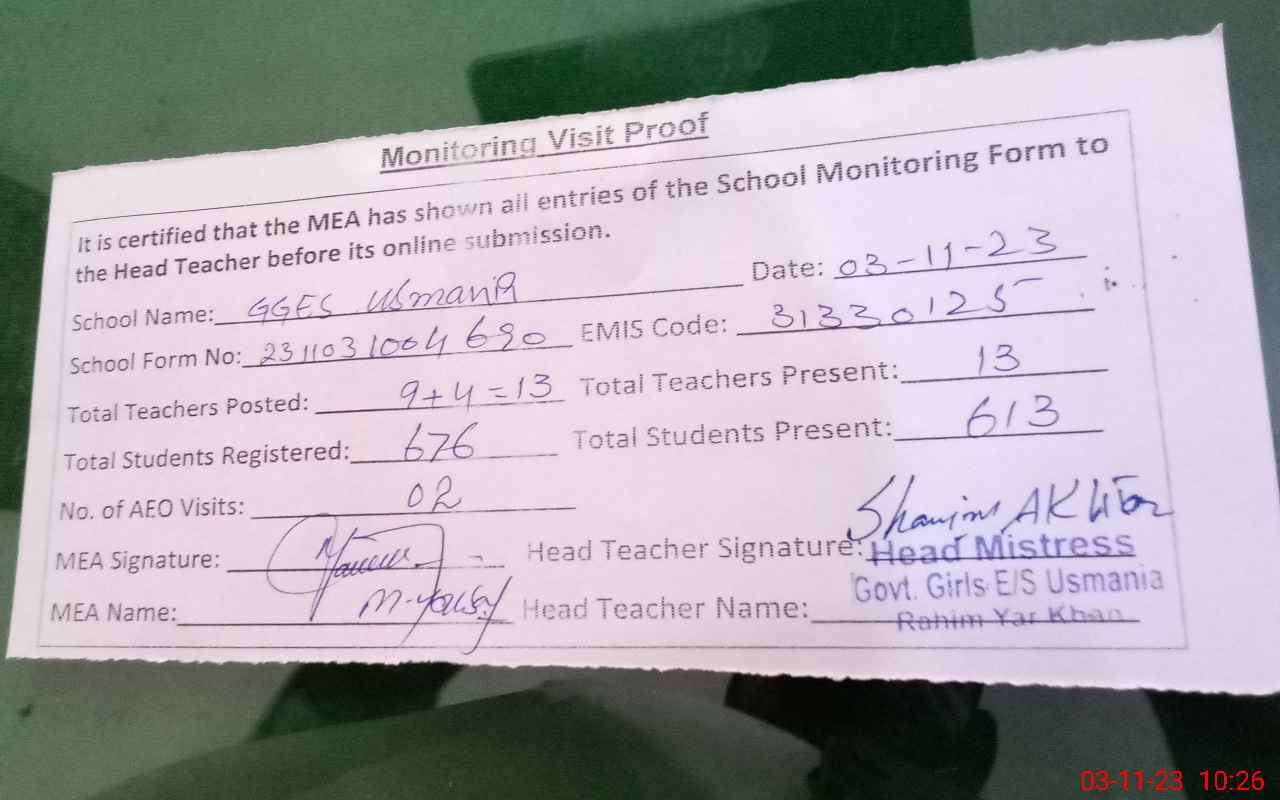 Monitoring Visit Proof
It is certified that the MEA has shown all entries of the School Monitoring Form to
the Head Teacher before its online submission.
School Name: GGES Usmania Date: 03-11-23
School Form No: 2311031004690 EMIS Code: 31330125
Total Teachers Posted: 9+4=13 Total Teachers Present: 13
Total Students Registered: 676 Total Students Present: 613
No. of AEO Visits: 02
MEA Signature: Head Teacher Signature: AKhtar
Head Mistress
Govt. Girls E/S Usmania
MEA Name: M. Yousaf Head Teacher Name:
Rahim Yar Khan
03-11-23 10:26